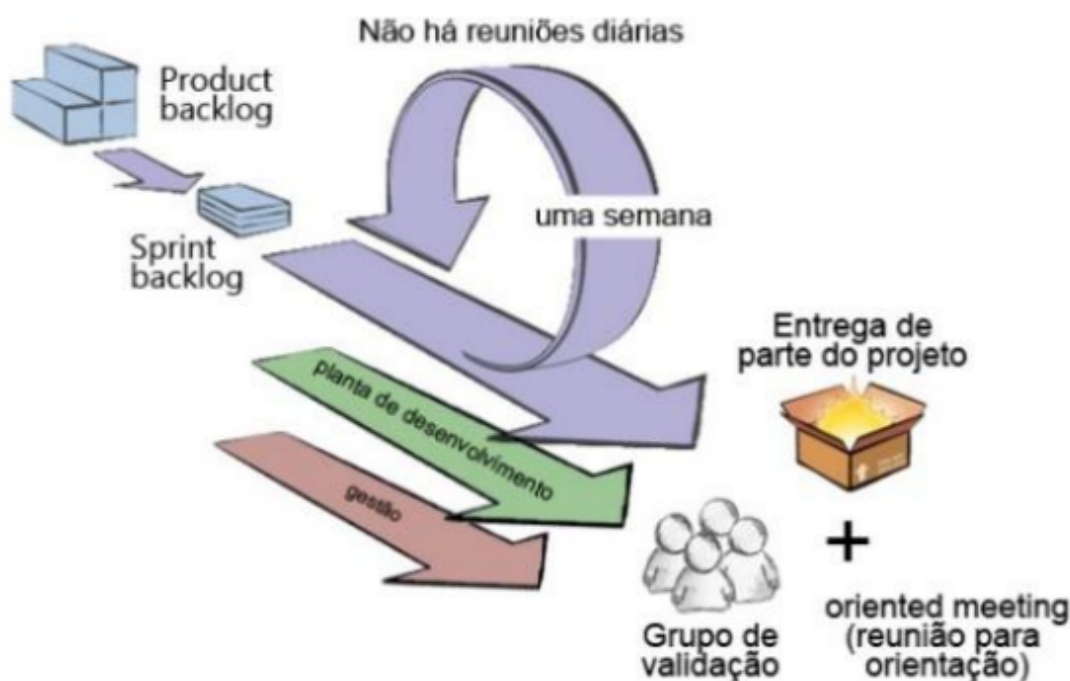 Não há reuniões diárias
Product
backlog
uma semana
Sprint
backlog
Entrega de
parte do projeto
planta de desenvolvimento
gestão
Grupo de
validação
+
oriented meeting
(reunião para
orientação)